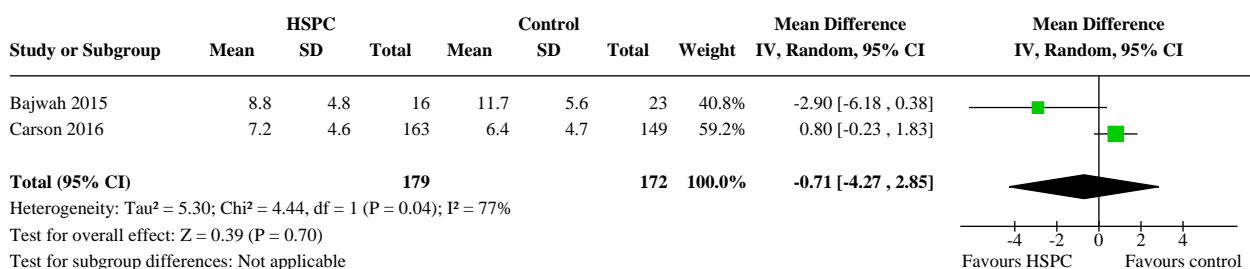 HSPC Control Mean Difference Mean Difference
Study or Subgroup Mean SD Total Mean SD Total Weight IV, Random, 95% CI IV, Random, 95% CI
Bajwah 2015 8.8 4.8 16 11.7 5.6 23 40.8% -2.90 [-6.18 , 0.38]
Carson 2016 7.2 4.6 163 6.4 4.7 149 59.2% 0.80 [-0.23 , 1.83]
Total (95% CI) 179 172 100.0% -0.71 [-4.27 , 2.85]
Heterogeneity: Tau² = 5.30; Chi² = 4.44, df = 1 (P = 0.04); I² = 77%
Test for overall effect: Z = 0.39 (P = 0.70)
-4 -2 0 2 4
Test for subgroup differences: Not applicable Favours HSPC Favours control